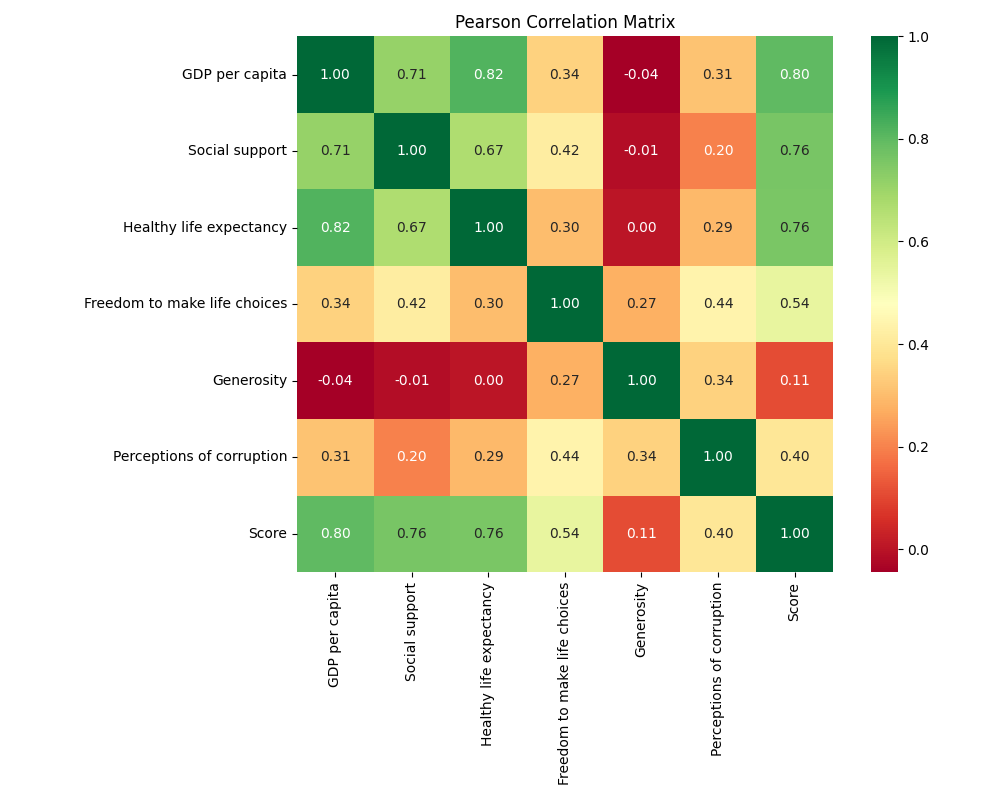 Pearson Correlation Matrix
GDP per capita 1.00 0.71 0.82 0.34 -0.04 0.31 0.80
Social support 0.71 1.00 0.67 0.42 -0.01 0.20 0.76
Healthy life expectancy 0.82 0.67 1.00 0.30 0.00 0.29 0.76
Freedom to make life choices 0.34 0.42 0.30 1.00 0.27 0.44 0.54
Generosity -0.04 -0.01 0.00 0.27 1.00 0.34 0.11
Perceptions of corruption 0.31 0.20 0.29 0.44 0.34 1.00 0.40
Score 0.80 0.76 0.76 0.54 0.11 0.40 1.00
GDP per capita
Social support
Healthy life expectancy
Freedom to make life choices
Generosity
Perceptions of corruption
Score
1.0
0.8
0.6
0.4
0.2
0.0